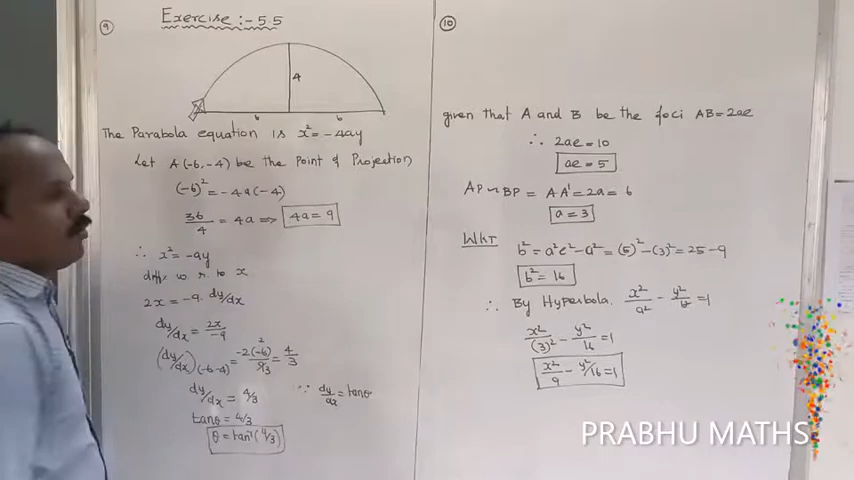 Exercise :- 5.5
9
4
6 6
The Parabola equation is x² = -4ay
Let A(-6,-4) be the Point of Projection
(-6)² = -4a(-4)
36/4 = 4a => 4a = 9
∴ x² = -ay
diff. w. r. to x
2x = -9. dy/dx
dy/dx = 2x/-9
(dy/dx)(-6,-4) = -2(-6)/9 2 3 = 4/3
dy/dx = 4/3 ∵ dy/dx = tanθ
tanθ = 4/3
θ = tan⁻¹(4/3)
10
given that A and B be the foci AB = 2ae
∴ 2ae = 10
ae = 5
AP ~ BP = AA' = 2a = 6
a = 3
WKT b² = a²e² - a² = (5)² - (3)² = 25 - 9
b² = 16
∴ By Hyperbola. x²/a² - y²/b² = 1
x²/(3)² - y²/16 = 1
x²/9 - y²/16 = 1
PRABHU MATHS